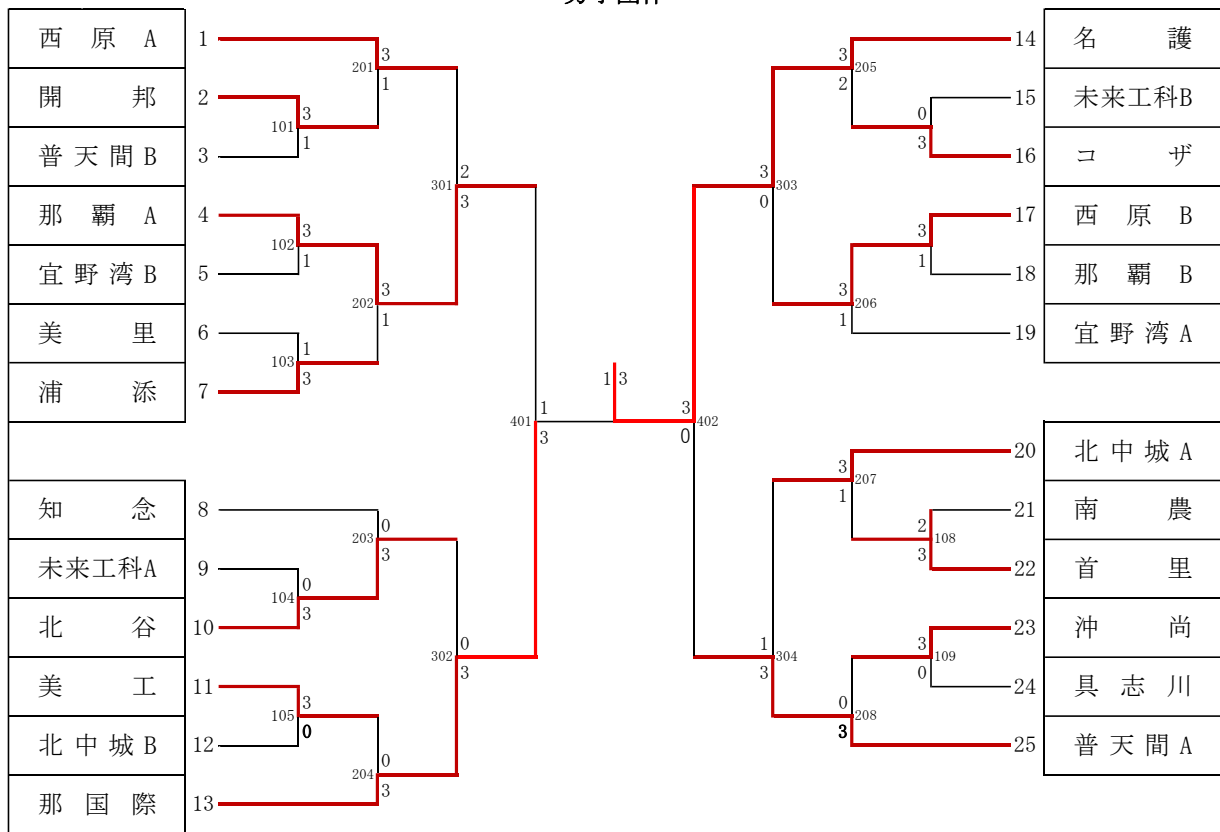 西原A 1
開邦 2
普天間B 3
那覇A 4
宜野湾B 5
美里 6
浦添 7
知念 8
未来工科A 9
北谷 10
美工 11
北中城B 12
那国際 13
201 3 1
101 3 1
301 2 3
102 3 1
202 3 1
103 1 3
401 1 3
203 0 3
104 0 3
302 0 3
105 3 0
204 0 3
1 3
3 205 2
0 3
3 303 0
3 1
3 206 1
3 402 0
3 207 1
2 108 3
1 304 3
3 109 0
0 208 3
14 名護
15 未来工科B
16 コザ
17 西原B
18 那覇B
19 宜野湾A
20 北中城A
21 南農
22 首里
23 沖尚
24 具志川
25 普天間A